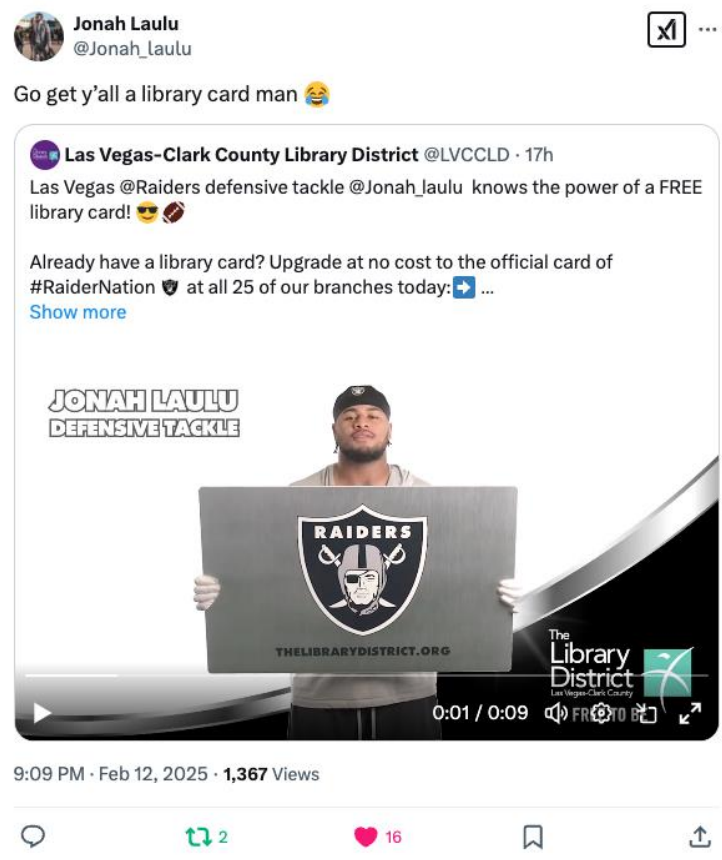 Jonah Laulu
@Jonah_laulu
Go get y'all a library card man 😂
Las Vegas-Clark County Library District @LVCCLD · 17h
Las Vegas @Raiders defensive tackle @Jonah_laulu knows the power of a FREE
library card! 😎🏈
Already have a library card? Upgrade at no cost to the official card of
#RaiderNation at all 25 of our branches today:➡️ ...
Show more
JONAH LAULU
DEFENSIVE TACKLE
RAIDERS
THELIBRARYDISTRICT.ORG
The
Library
District
Las Vegas-Clark County
0:01 / 0:09
9:09 PM · Feb 12, 2025 · 1,367 Views
2
16